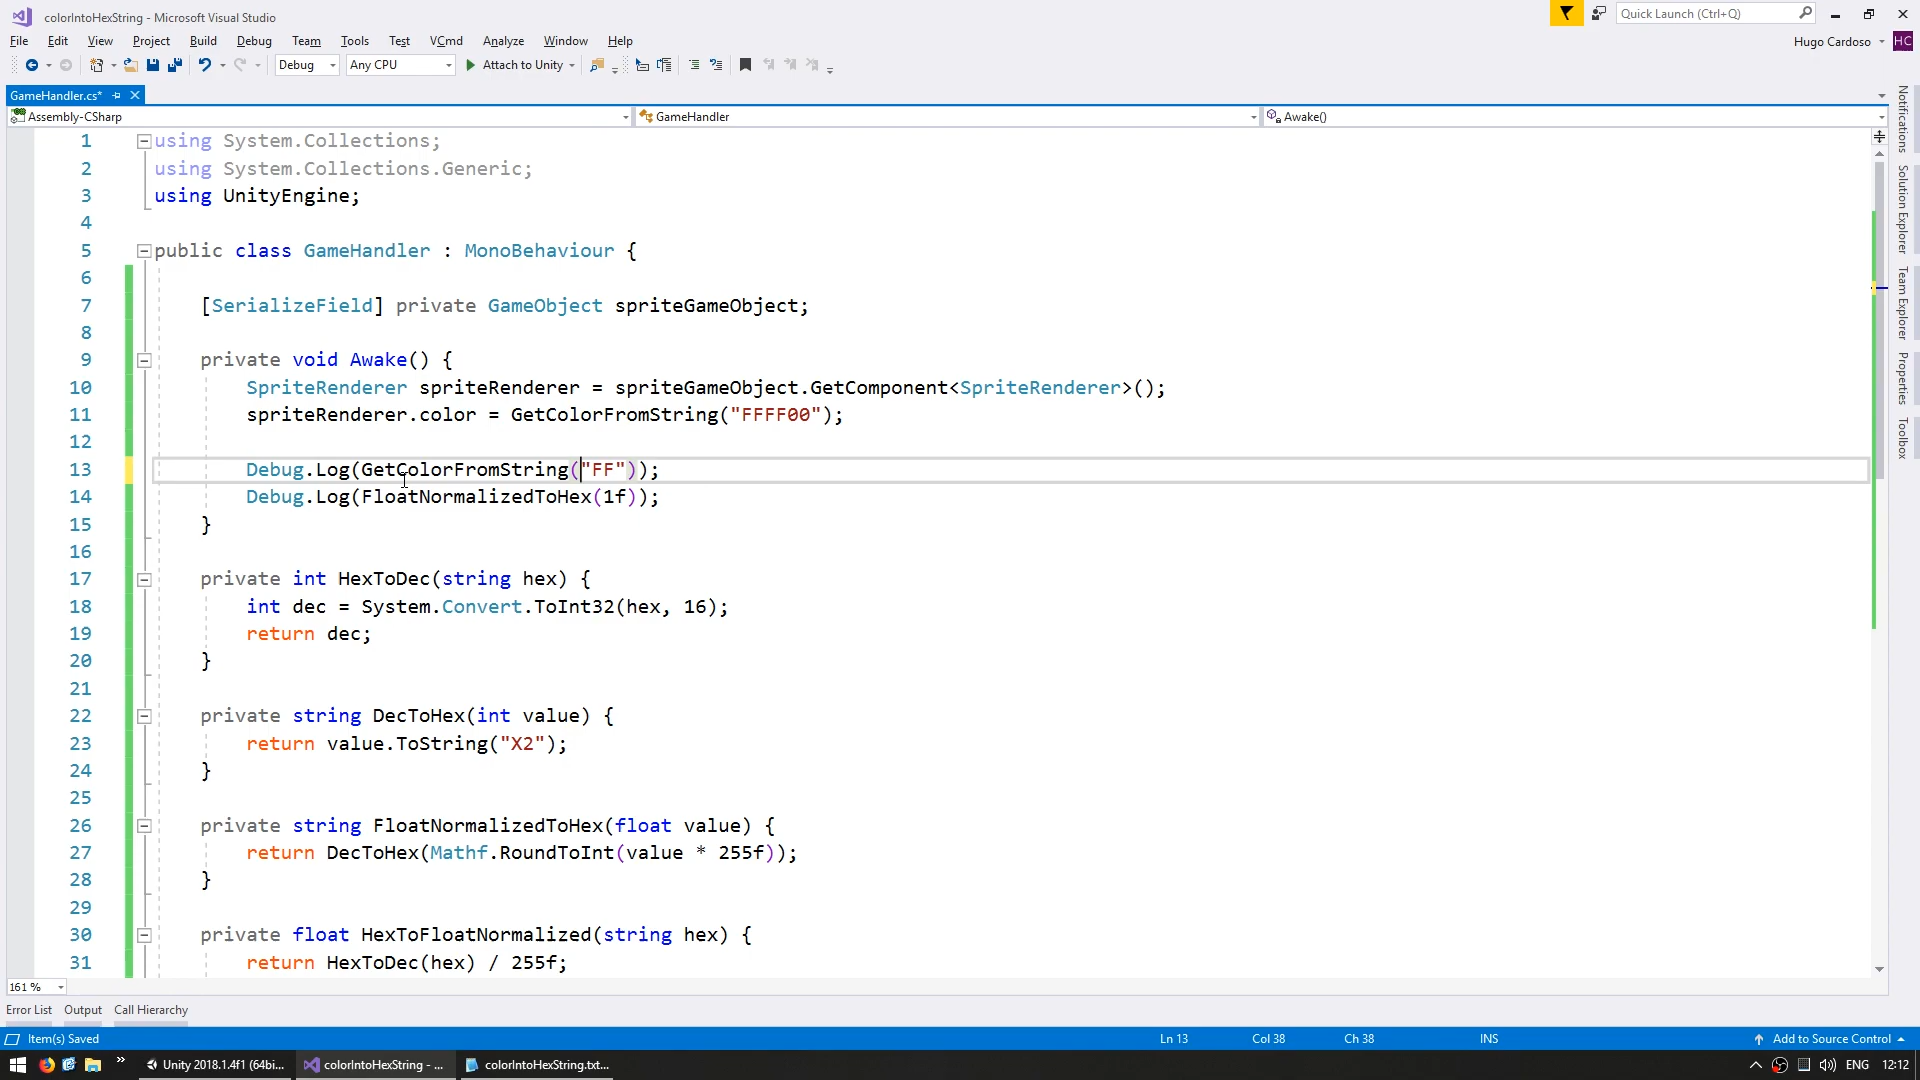 colorIntoHexString - Microsoft Visual Studio
Quick Launch (Ctrl+Q)
File Edit View Project Build Debug Team Tools Test VCmd Analyze Window Help
Hugo Cardoso HC
Debug Any CPU Attach to Unity
GameHandler.cs*
Assembly-CSharp GameHandler Awake()
1 using System.Collections;
2 using System.Collections.Generic;
3 using UnityEngine;
4
5 public class GameHandler : MonoBehaviour {
6
7 [SerializeField] private GameObject spriteGameObject;
8
9 private void Awake() {
10 SpriteRenderer spriteRenderer = spriteGameObject.GetComponent<SpriteRenderer>();
11 spriteRenderer.color = GetColorFromString("FFFF00");
12
13 Debug.Log(GetColorFromString("FF"));
14 Debug.Log(FloatNormalizedToHex(1f));
15 }
16
17 private int HexToDec(string hex) {
18 int dec = System.Convert.ToInt32(hex, 16);
19 return dec;
20 }
21
22 private string DecToHex(int value) {
23 return value.ToString("X2");
24 }
25
26 private string FloatNormalizedToHex(float value) {
27 return DecToHex(Mathf.RoundToInt(value * 255f));
28 }
29
30 private float HexToFloatNormalized(string hex) {
31 return HexToDec(hex) / 255f;
Notifications
Solution Explorer
Team Explorer
Properties
Toolbox
161 %
Error List Output Call Hierarchy
Item(s) Saved Ln 13 Col 38 Ch 38 INS Add to Source Control
Unity 2018.1.4f1 (64bi... colorIntoHexString - ... colorIntoHexString.txt... ENG 12:12